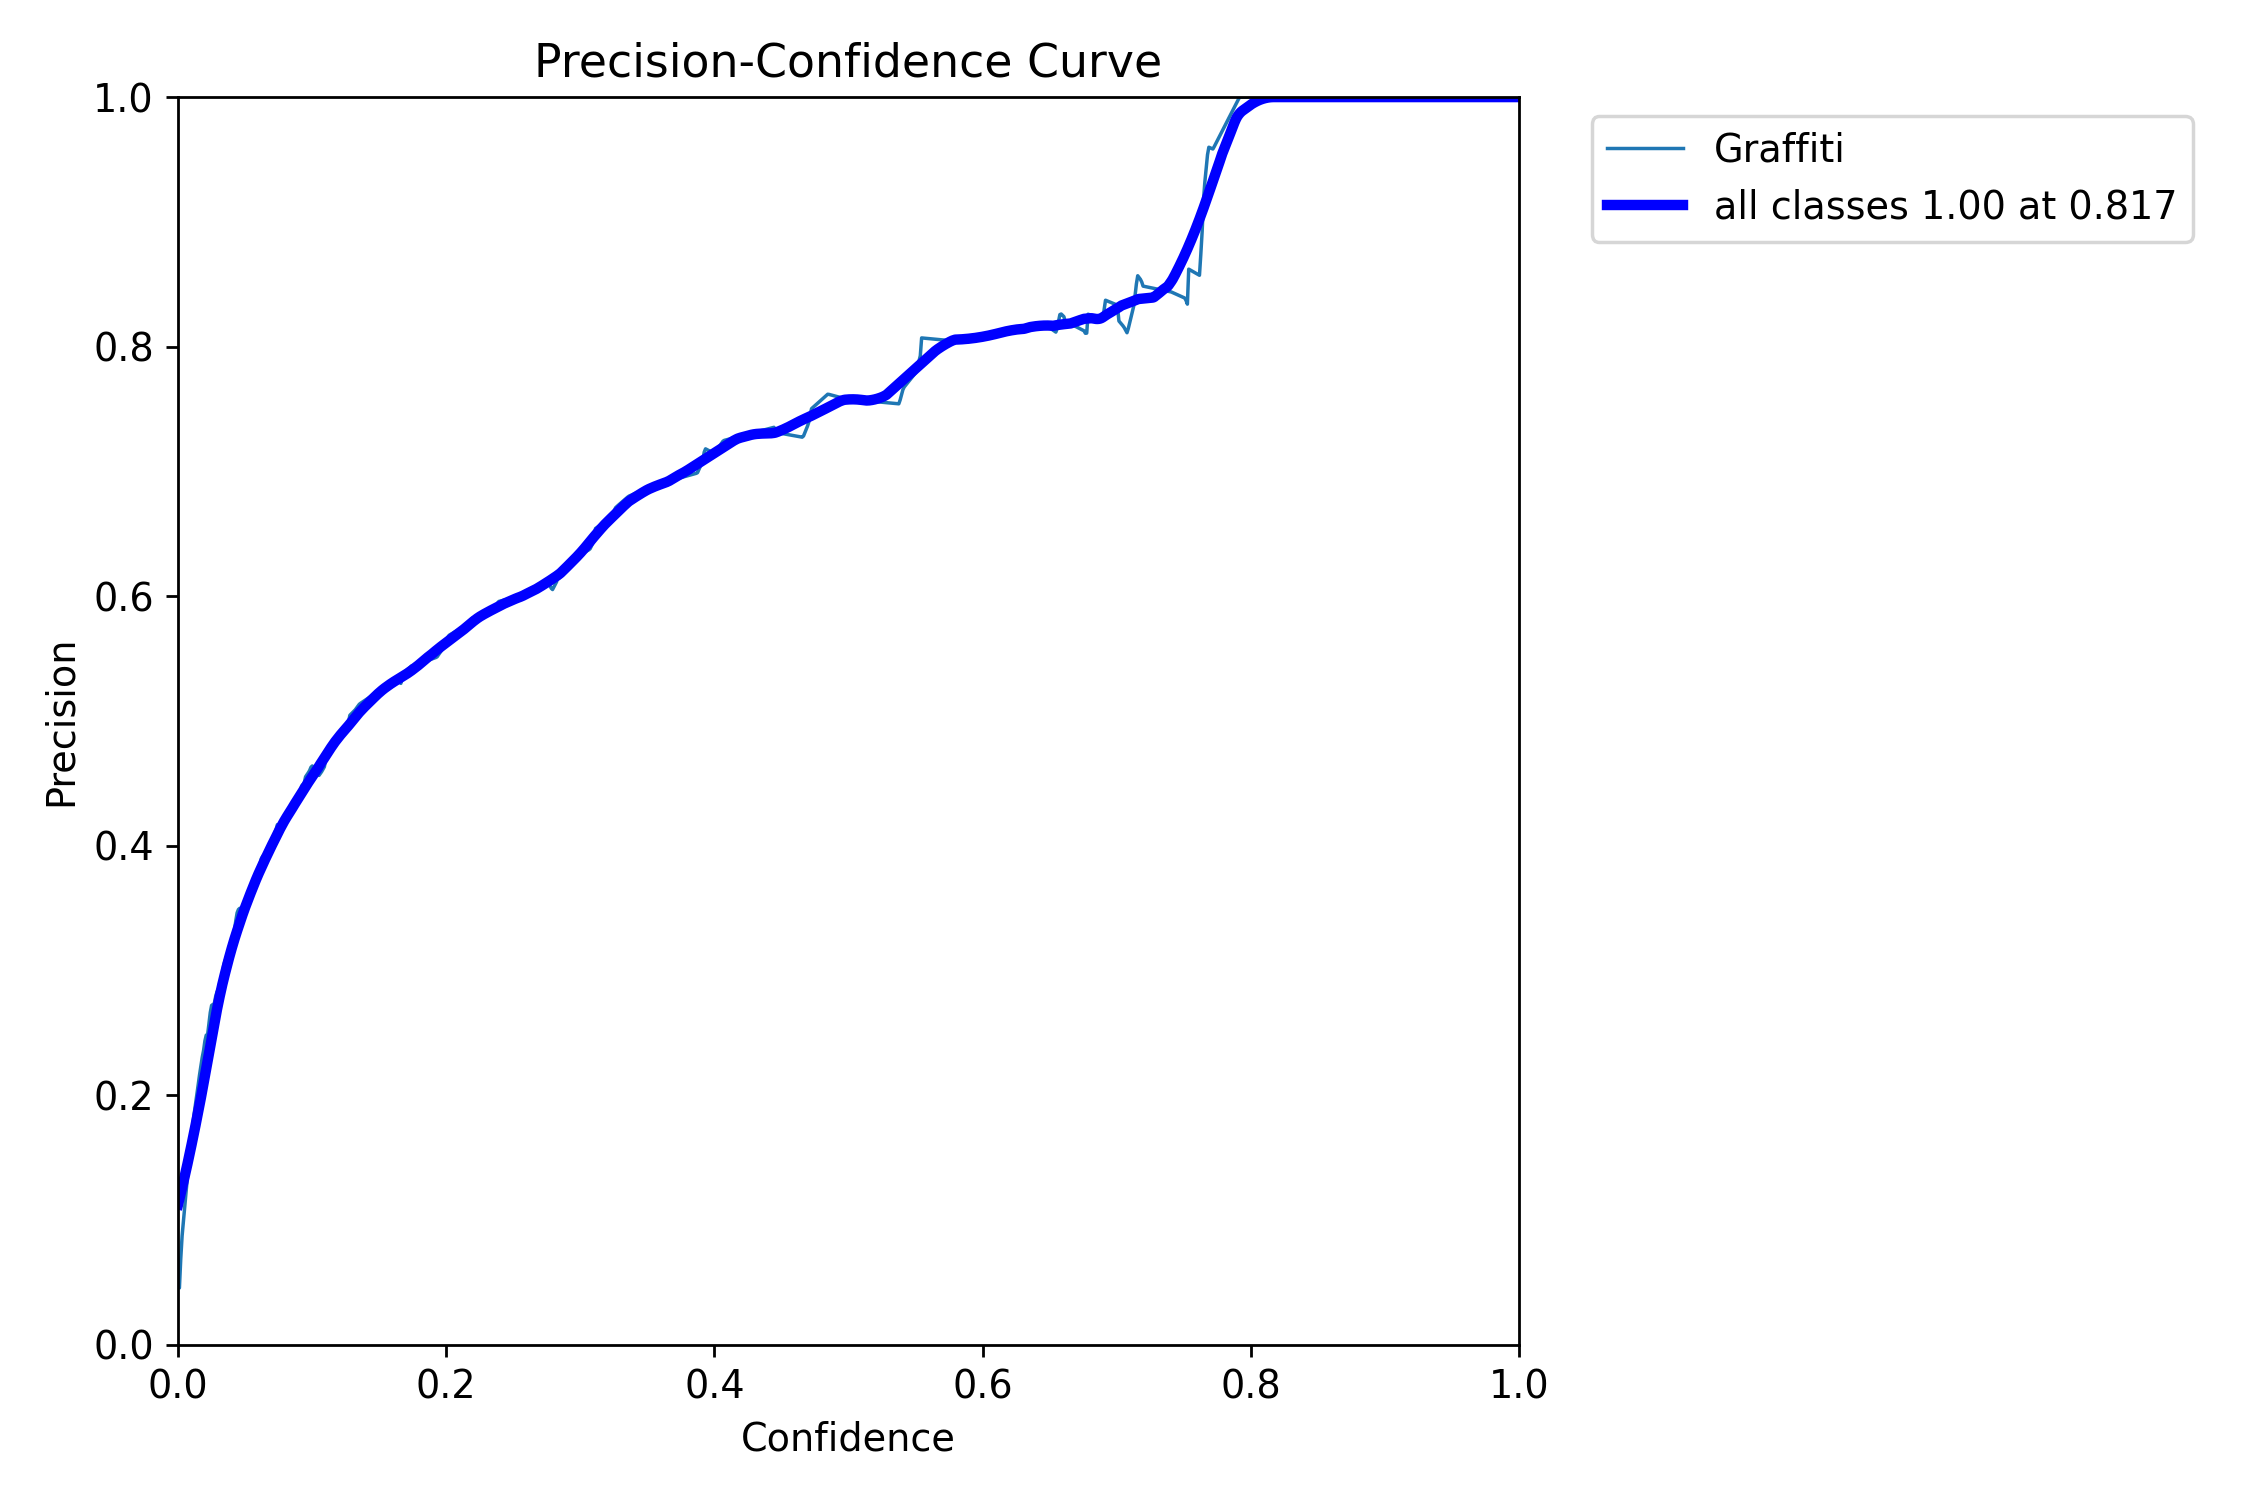 Precision-Confidence Curve
1.0
0.8
0.6
0.4
0.2
0.0
Precision
0.0 0.2 0.4 0.6 0.8 1.0
Confidence
Graffiti
all classes 1.00 at 0.817